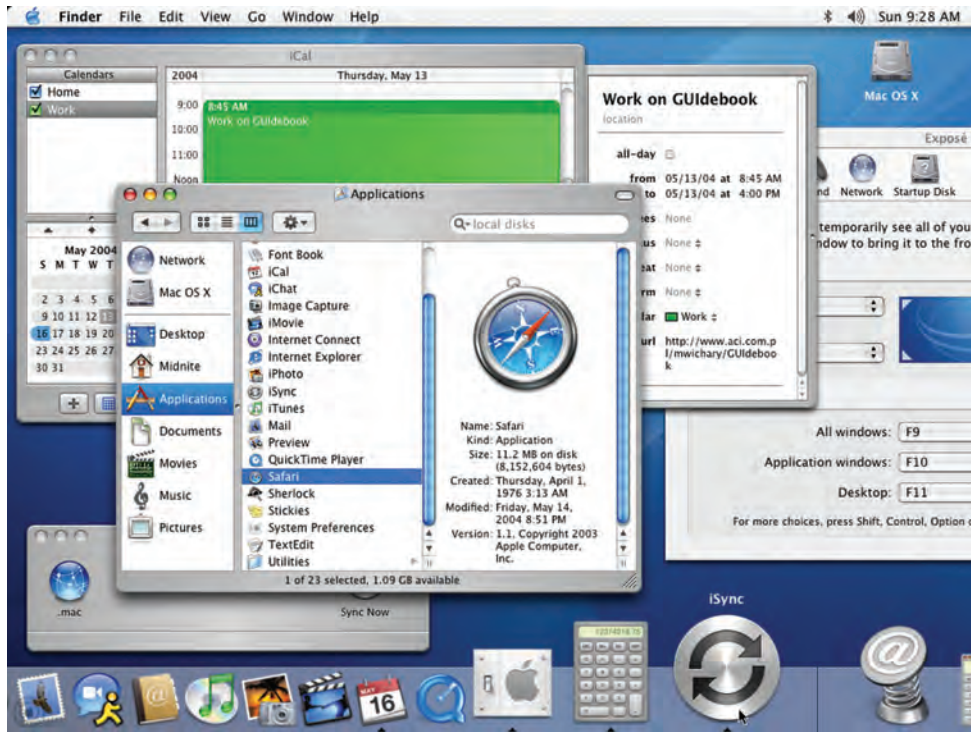 Finder File Edit View Go Window Help
Sun 9:28 AM
iCal
Calendars
Home
Work
2004
Thursday, May 13
9:00
10:00
11:00
Noon
8:45 AM
Work on GUIdebook
May 2004
S M T W T
2 3 4 5 6
9 10 11 12 13
16 17 18 19 20
23 24 25 26 27
30 31
Work on GUIdebook
location
all-day
from 05/13/04 at 8:45 AM
to 05/13/04 at 4:00 PM
ees None
us None
eat None
rm None
lar Work
url http://www.aci.com.p
l/mwichary/GUIdeboo
k
Mac OS X
Exposé
nd Network Startup Disk
temporarily see all of you
ndow to bring it to the fro
All windows: F9
Application windows: F10
Desktop: F11
For more choices, press Shift, Control, Option
Applications
local disks
Network
Mac OS X
Desktop
Midnite
Applications
Documents
Movies
Music
Pictures
Font Book
iCal
iChat
Image Capture
iMovie
Internet Connect
Internet Explorer
iPhoto
iSync
iTunes
Mail
Preview
QuickTime Player
Safari
Sherlock
Stickies
System Preferences
TextEdit
Utilities
Name: Safari
Kind: Application
Size: 11.2 MB on disk
(8,152,604 bytes)
Created: Thursday, April 1,
1976 3:13 AM
Modified: Friday, May 14,
2004 8:51 PM
Version: 1.1, Copyright 2003
Apple Computer,
Inc.
1 of 23 selected, 1.09 GB available
.mac
Sync Now
iSync
MAY
16